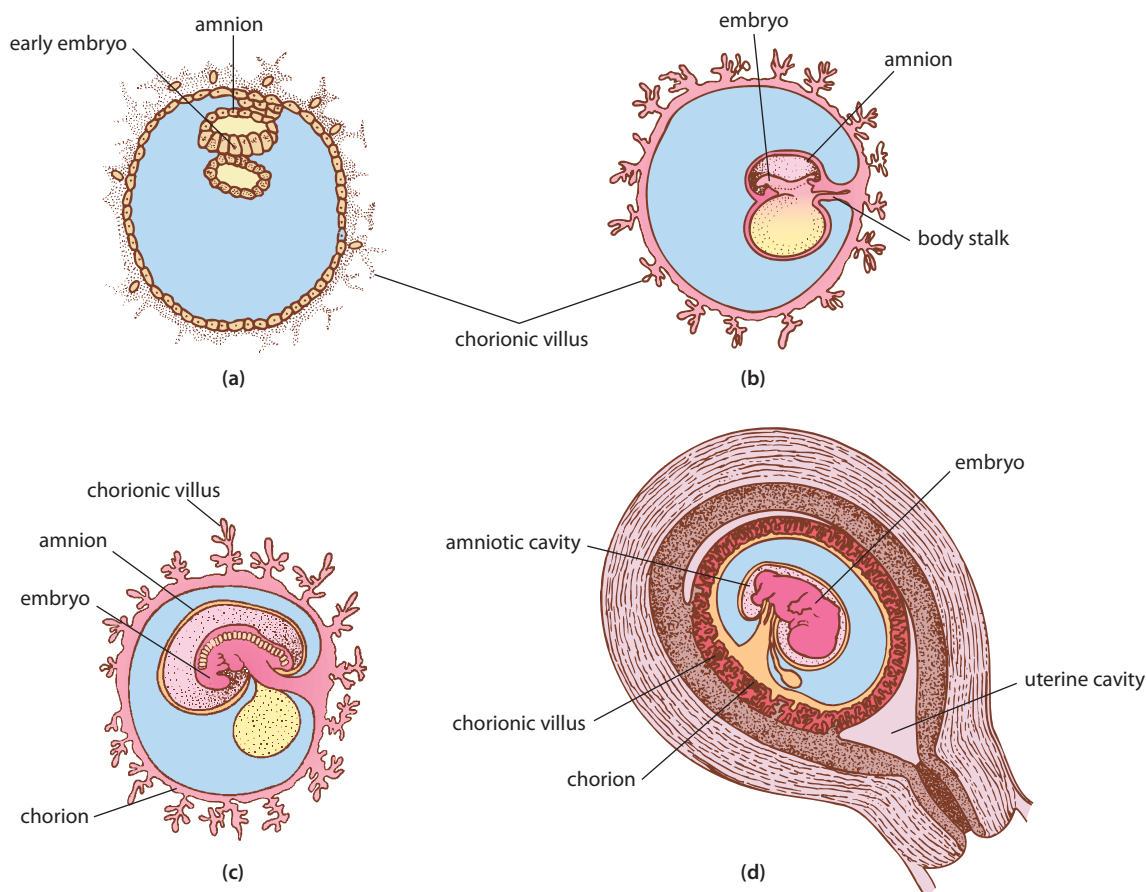 amnion
early embryo
embryo
amnion
body stalk
chorionic villus
(a)
(b)
chorionic villus
amnion
embryo
chorion
(c)
embryo
amniotic cavity
uterine cavity
chorionic villus
chorion
(d)